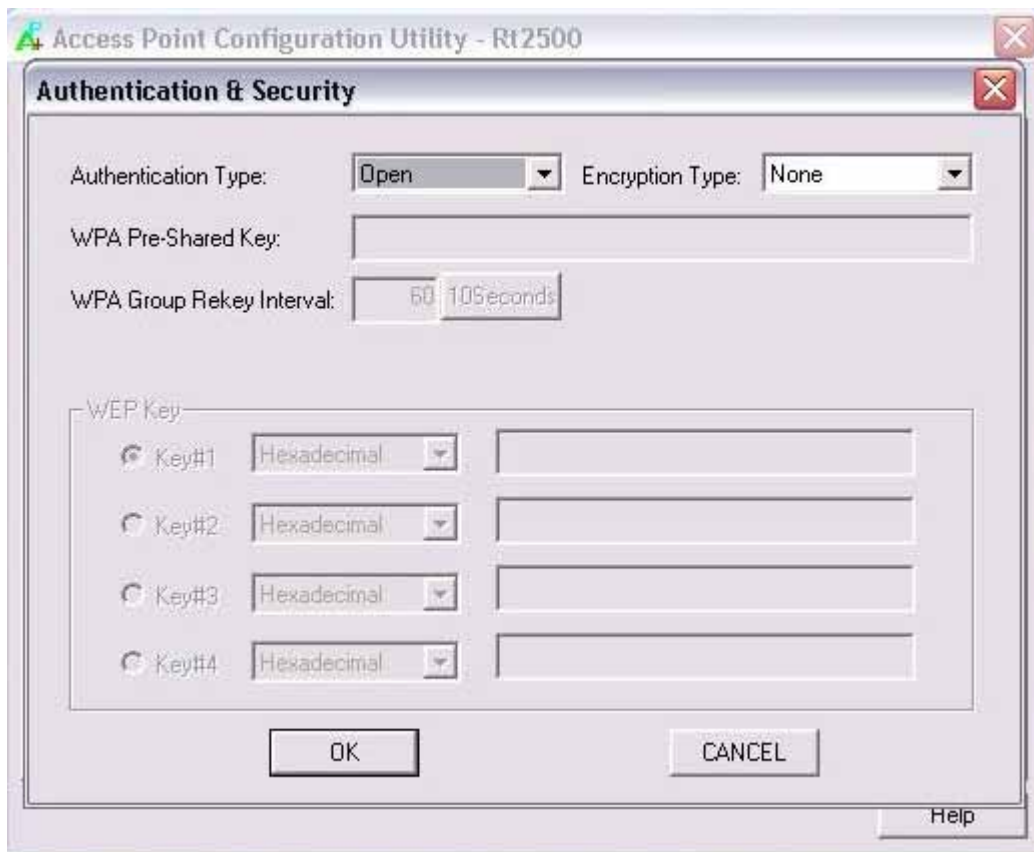 Access Point Configuration Utility - Rt2500
Authentication & Security
Authentication Type: Open Encryption Type: None
WPA Pre-Shared Key:
WPA Group Rekey Interval: 60 10Seconds
WEP Key
Key#1 Hexadecimal
Key#2 Hexadecimal
Key#3 Hexadecimal
Key#4 Hexadecimal
OK CANCEL
Help